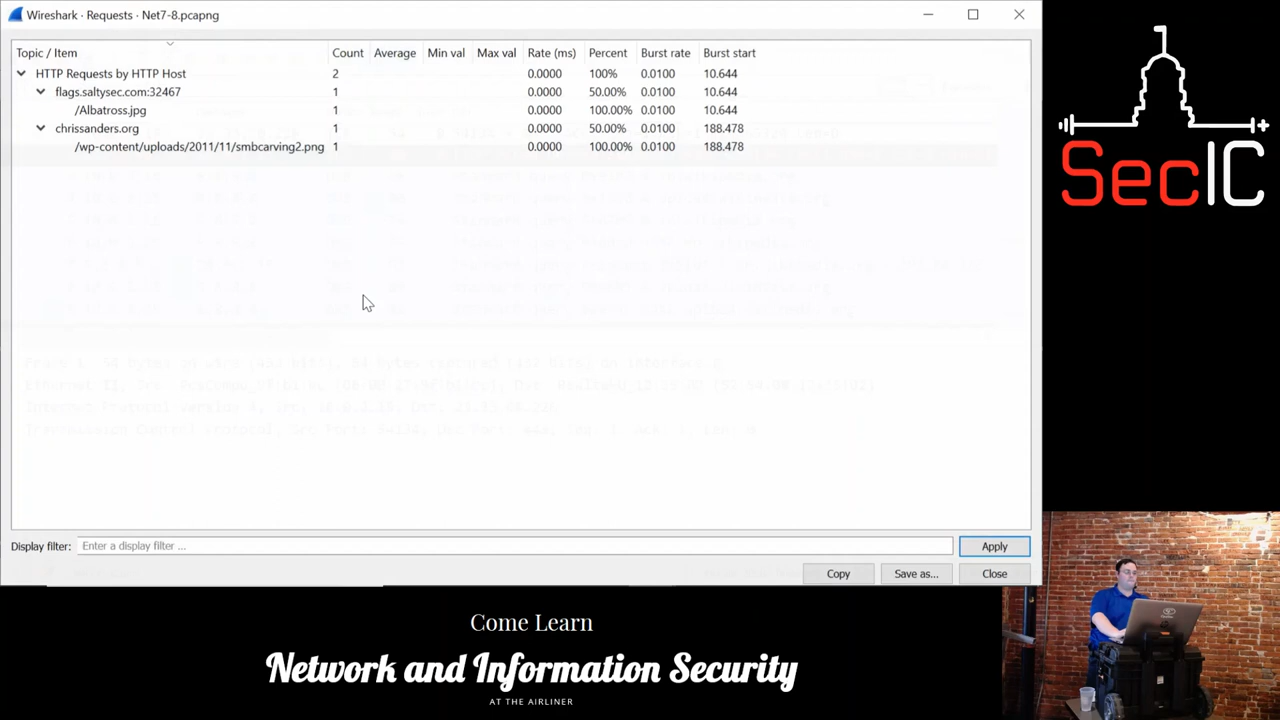 Wireshark · Requests · Net7-8.pcapng
Topic / Item Count Average Min val Max val Rate (ms) Percent Burst rate Burst start
HTTP Requests by HTTP Host 2 0.0000 100% 0.0100 10.644
flags.saltysec.com:32467 1 0.0000 50.00% 0.0100 10.644
/Albatross.jpg 1 0.0000 100.00% 0.0100 10.644
chrissanders.org 1 0.0000 50.00% 0.0100 188.478
/wp-content/uploads/2011/11/smbcarving2.png 1 0.0000 100.00% 0.0100 188.478
Display filter: Enter a display filter ... Apply
Copy Save as... Close
SecIC
Come Learn
Network and Information Security
AT THE AIRLINER